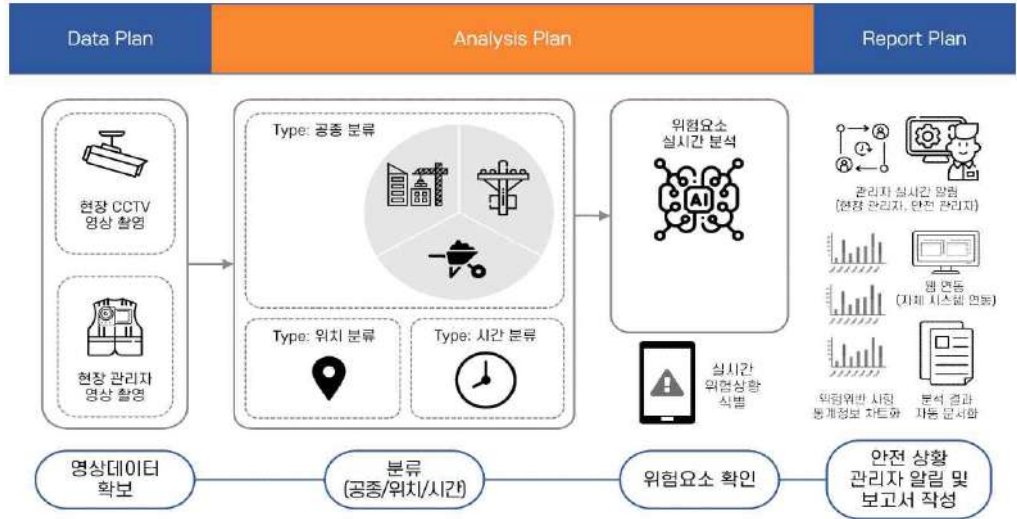 Data Plan
Analysis Plan
Report Plan
현장 CCTV
영상 촬영
현장 관리자
영상 촬영
Type: 공종 분류
Type: 위치 분류
Type: 시간 분류
위험요소
실시간 분석
AI
실시간
위험상황
식별
관리자 실시간 알림
(현장 관리자, 안전 관리자)
웹 연동
(자체 시스템 연동)
위험위반 사항
통계정보 차트화
분석 결과
자동 문서화
영상데이터
확보
분류
(공종/위치/시간)
위험요소 확인
안전 상황
관리자 알림 및
보고서 작성